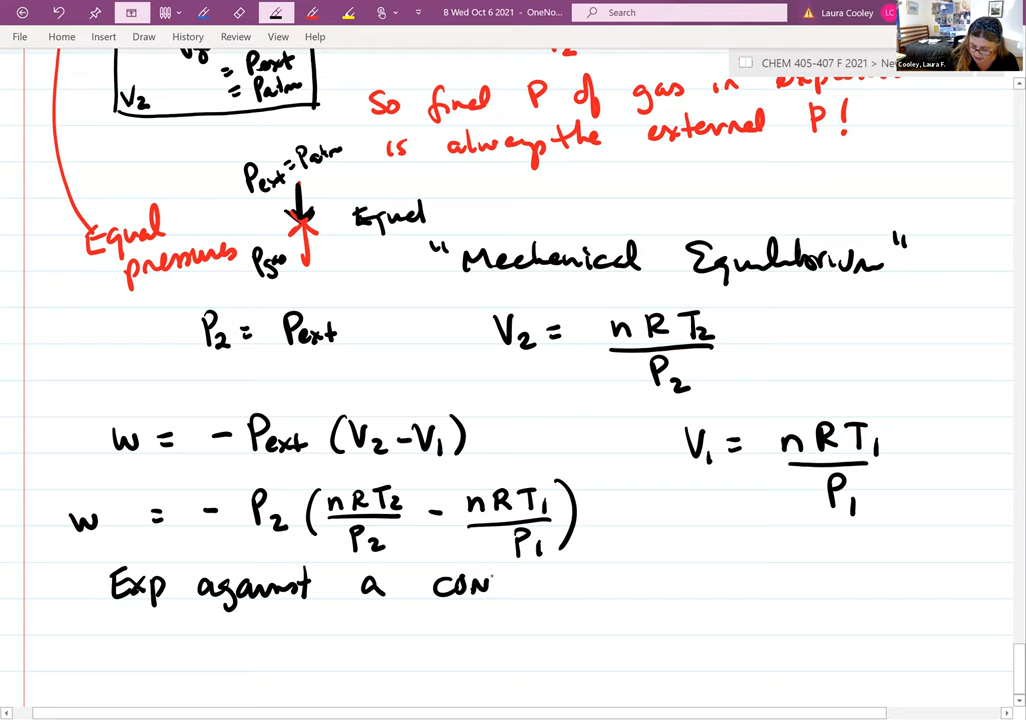 B Wed Oct 6 2021 - OneNo...
Search
Laura Cooley
LC
File Home Insert Draw History Review View Help
Cooley, Laura F.
CHEM 405-407 F 2021 >
= Pext
= Patm
V2
So final P of gas in
is always the external P!
Pext = Patm
Equal
Equal
pressures
"Mechanical Equilibrium"
P2 = Pext
V2 = nRT2 / P2
w = - Pext (V2 - V1)
V1 = nRT1 / P1
w = - P2 (nRT2 / P2 - nRT1 / P1)
Exp against a con